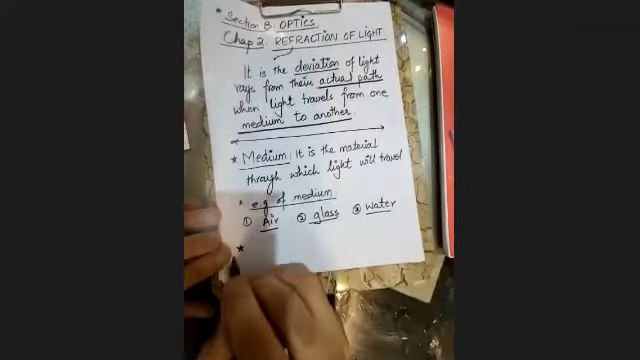 * Section B: OPTICS
Chap 2: REFRACTION OF LIGHT
It is the deviation of light
rays from their actual path
when light travels from one
medium to another.
* Medium: It is the material
through which light will travel
* e.g of medium
① Air ② glass ③ water
*